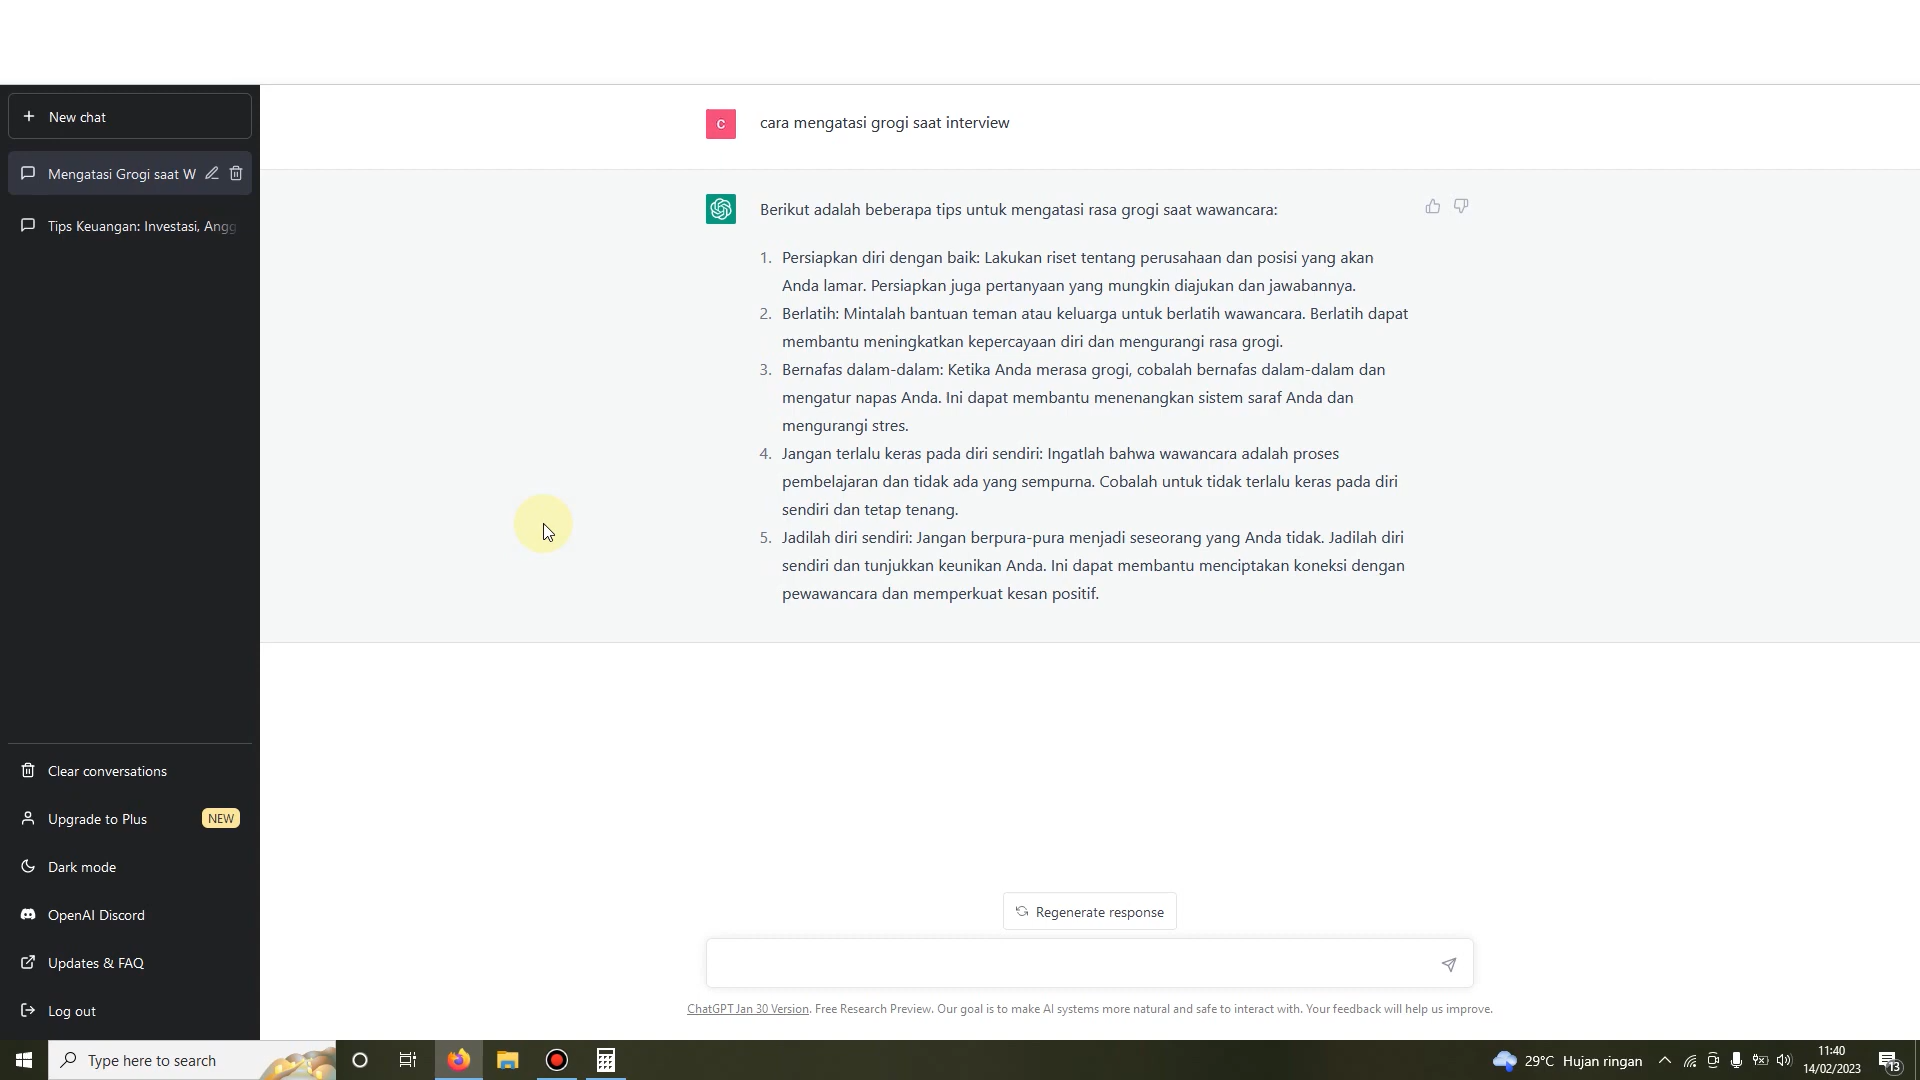 New chat
Mengatasi Grogi saat W
Tips Keuangan: Investasi, Angg
Clear conversations
Upgrade to Plus NEW
Dark mode
OpenAI Discord
Updates & FAQ
Log out
C
cara mengatasi grogi saat interview
Berikut adalah beberapa tips untuk mengatasi rasa grogi saat wawancara:
1. Persiapkan diri dengan baik: Lakukan riset tentang perusahaan dan posisi yang akan
Anda lamar. Persiapkan juga pertanyaan yang mungkin diajukan dan jawabannya.
2. Berlatih: Mintalah bantuan teman atau keluarga untuk berlatih wawancara. Berlatih dapat
membantu meningkatkan kepercayaan diri dan mengurangi rasa grogi.
3. Bernafas dalam-dalam: Ketika Anda merasa grogi, cobalah bernafas dalam-dalam dan
mengatur napas Anda. Ini dapat membantu menenangkan sistem saraf Anda dan
mengurangi stres.
4. Jangan terlalu keras pada diri sendiri: Ingatlah bahwa wawancara adalah proses
pembelajaran dan tidak ada yang sempurna. Cobalah untuk tidak terlalu keras pada diri
sendiri dan tetap tenang.
5. Jadilah diri sendiri: Jangan berpura-pura menjadi seseorang yang Anda tidak. Jadilah diri
sendiri dan tunjukkan keunikan Anda. Ini dapat membantu menciptakan koneksi dengan
pewawancara dan memperkuat kesan positif.
Regenerate response
ChatGPT Jan 30 Version. Free Research Preview. Our goal is to make AI systems more natural and safe to interact with. Your feedback will help us improve.
Type here to search
29°C Hujan ringan
11:40
14/02/2023
13